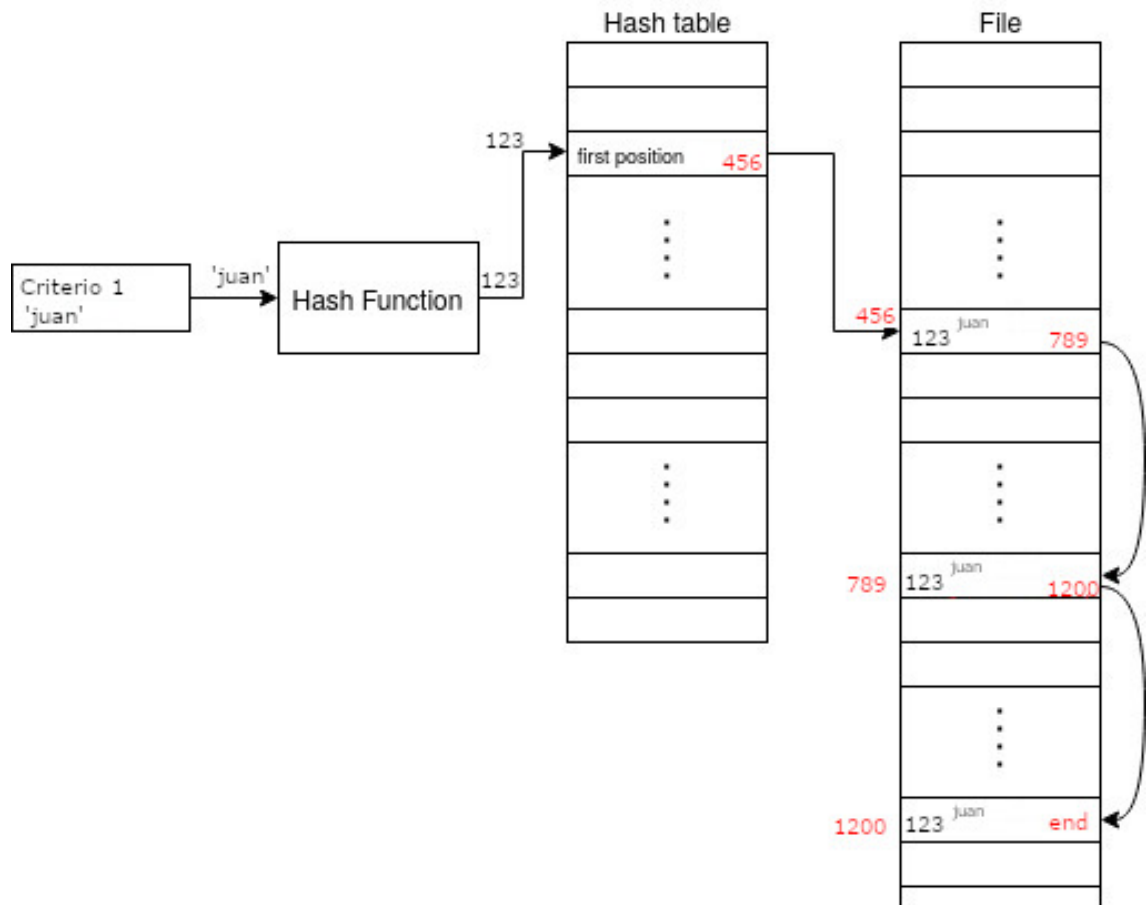 Hash table
File
123
first position 456
Criterio 1
'juan'
'juan'
Hash Function
123
456
123 juan 789
789
123 juan 1200
1200
123 juan end